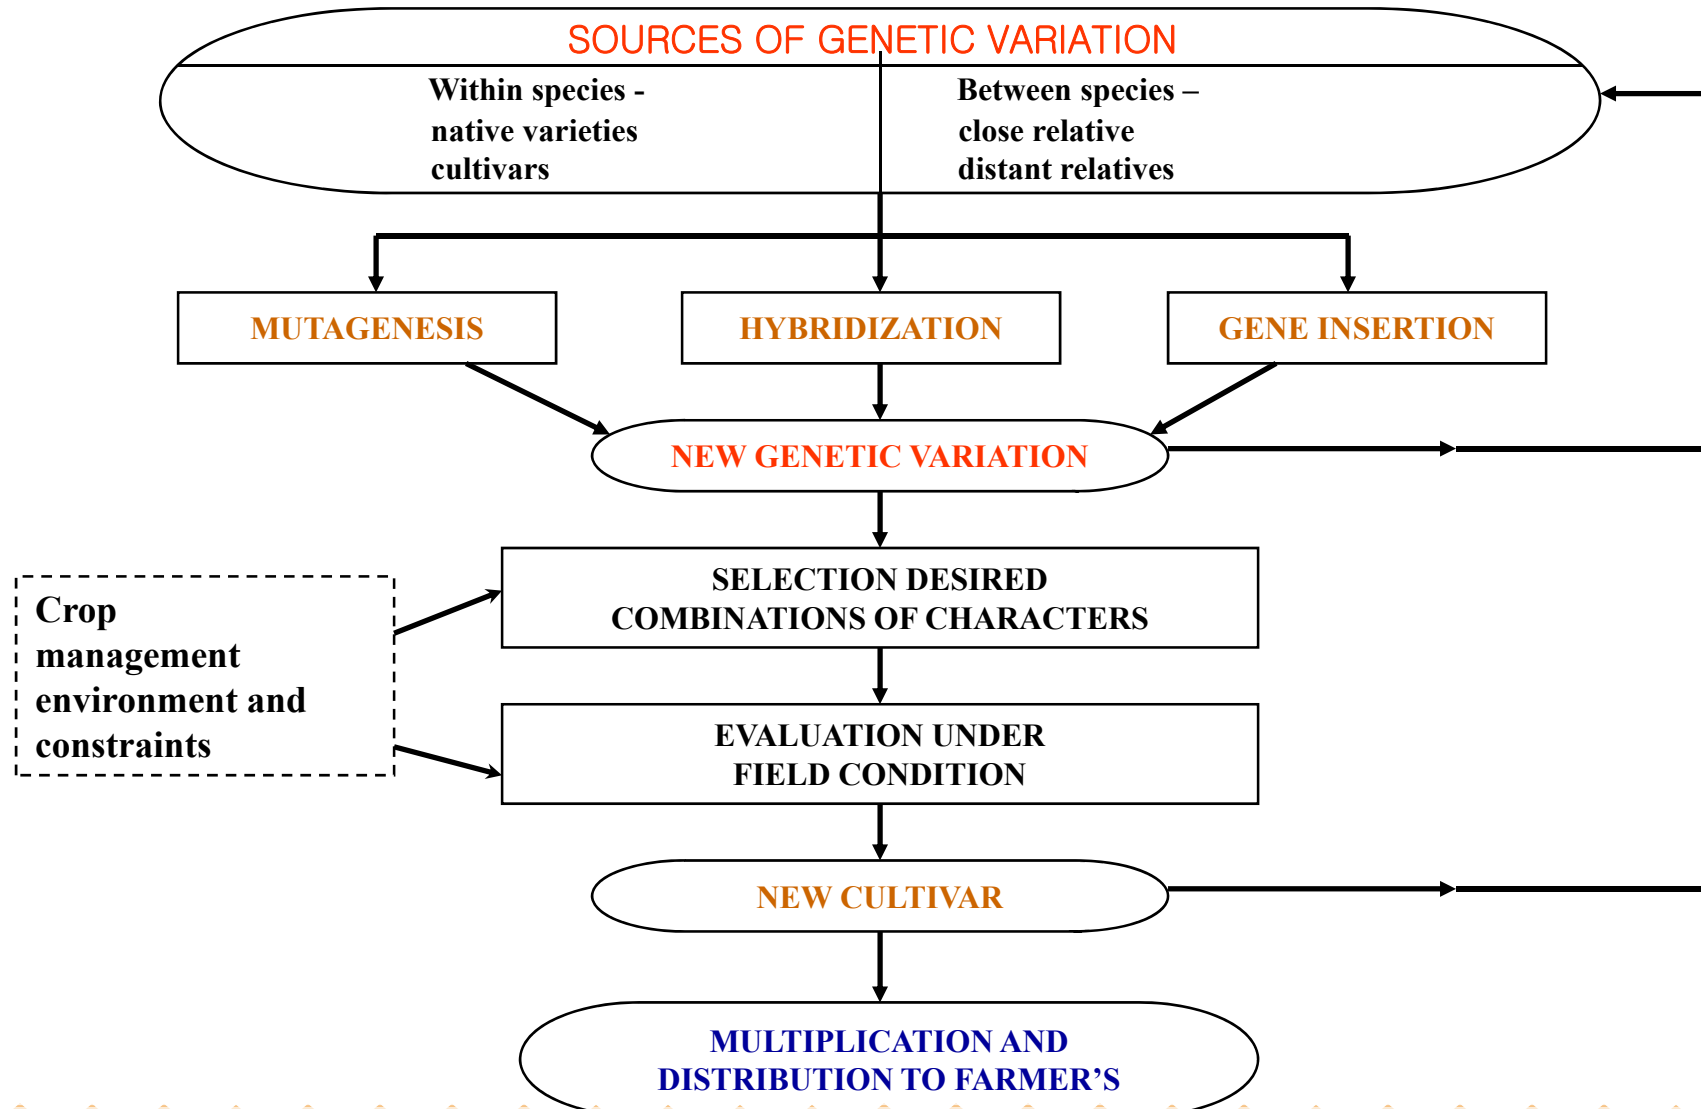 SOURCES OF GENETIC VARIATION
Within species -
native varieties
cultivars
Between species –
close relative
distant relatives
MUTAGENESIS
HYBRIDIZATION
GENE INSERTION
NEW GENETIC VARIATION
SELECTION DESIRED
COMBINATIONS OF CHARACTERS
Crop
management
environment and
constraints
EVALUATION UNDER
FIELD CONDITION
NEW CULTIVAR
MULTIPLICATION AND
DISTRIBUTION TO FARMER’S